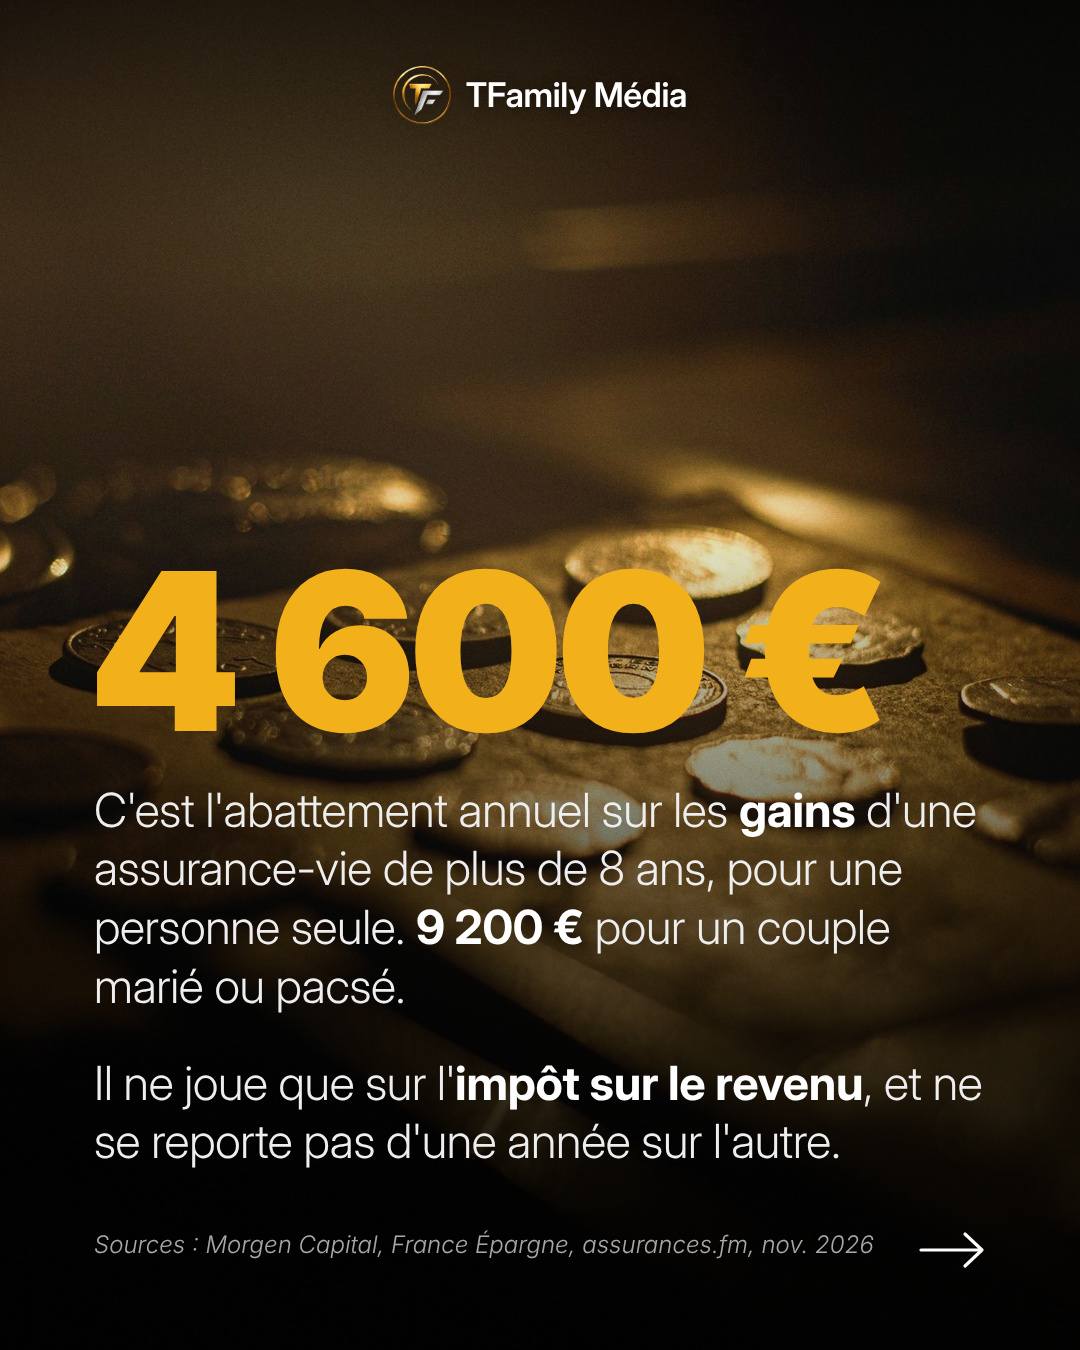 TF TFamily Média
4 600 €
C'est l'abattement annuel sur les gains d'une
assurance-vie de plus de 8 ans, pour une
personne seule. 9 200 € pour un couple
marié ou pacsé.
Il ne joue que sur l'impôt sur le revenu, et ne
se reporte pas d'une année sur l'autre.
Sources : Morgen Capital, France Épargne, assurances.fm, nov. 2026